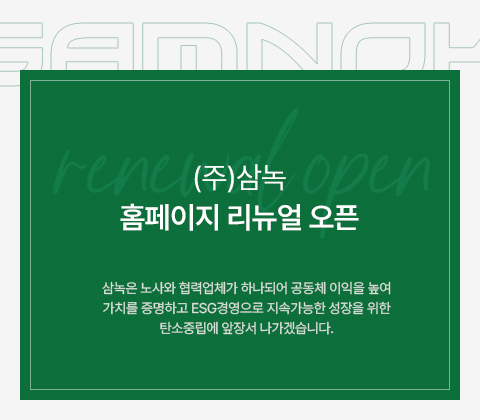 SAMNOK
renewal open
(주)삼녹
홈페이지 리뉴얼 오픈
삼녹은 노사와 협력업체가 하나되어 공동체 이익을 높여
가치를 증명하고 ESG경영으로 지속가능한 성장을 위한
탄소중립에 앞장서 나가겠습니다.